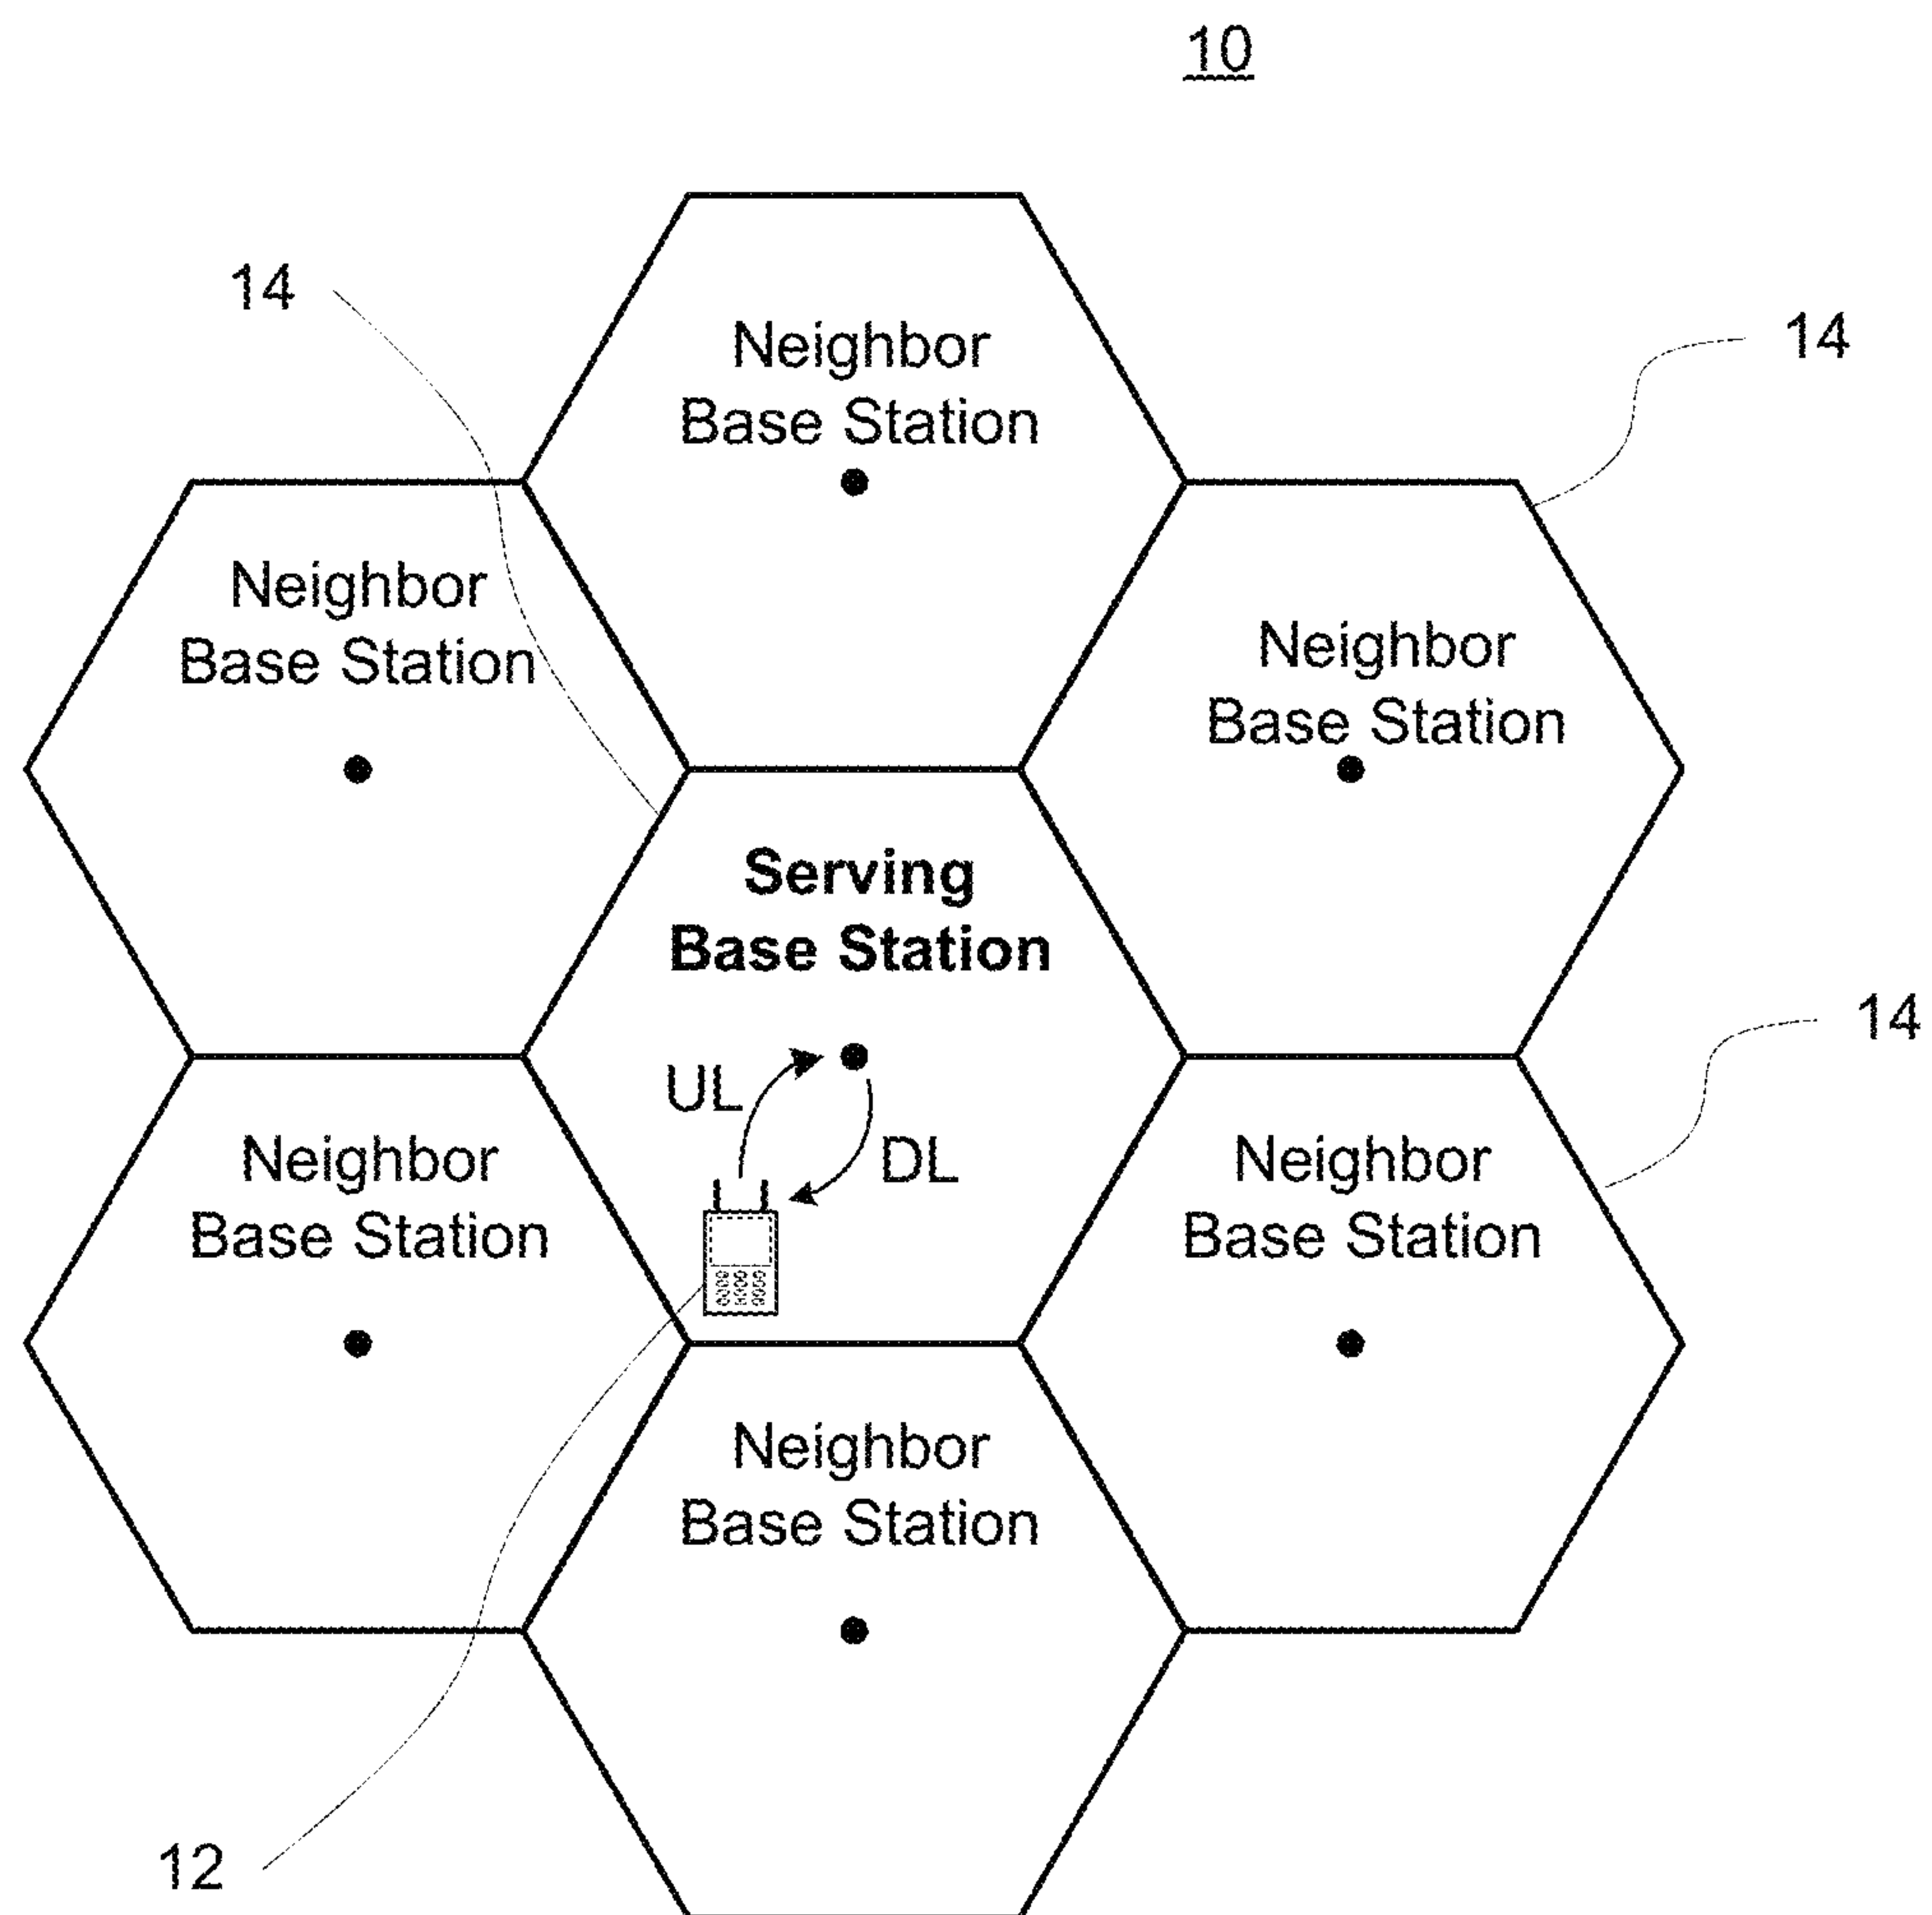 10
14
Neighbor
Base Station
14
Neighbor
Base Station
Neighbor
Base Station
Serving
Base Station
14
UL
DL
Neighbor
Base Station
Neighbor
Base Station
Neighbor
Base Station
12